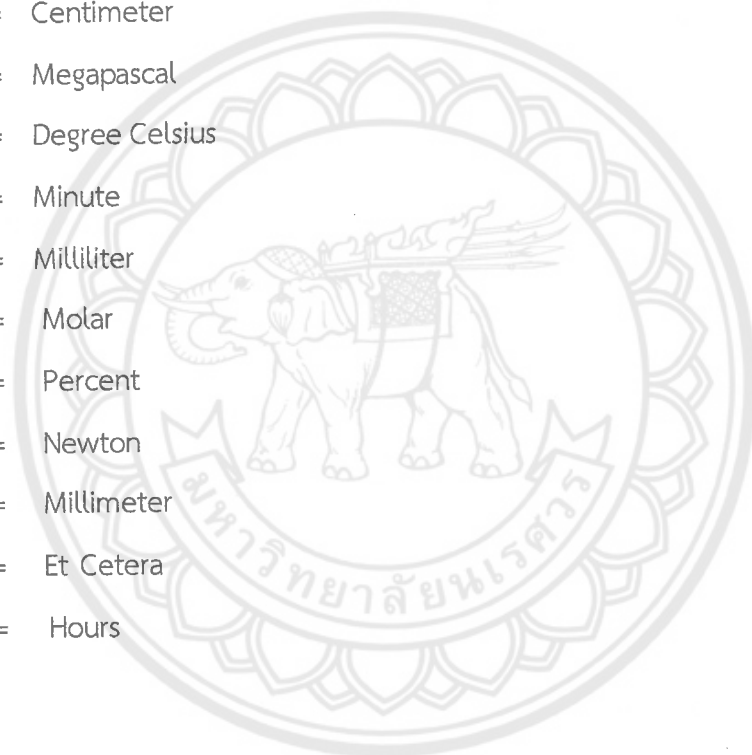 = Centimeter
= Megapascal
= Degree Celsius
= Minute
= Milliliter
= Molar
= Percent
= Newton
= Millimeter
= Et Cetera
= Hours
มหาวิทยาลัยนเรศวร